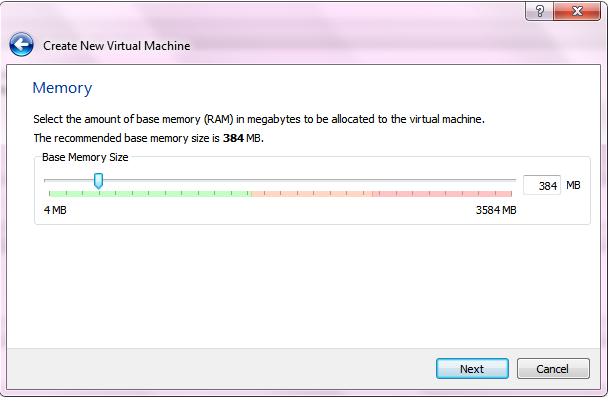 ?
Create New Virtual Machine
Memory
Select the amount of base memory (RAM) in megabytes to be allocated to the virtual machine.
The recommended base memory size is 384 MB.
Base Memory Size
384 MB
4 MB 3584 MB
Next Cancel